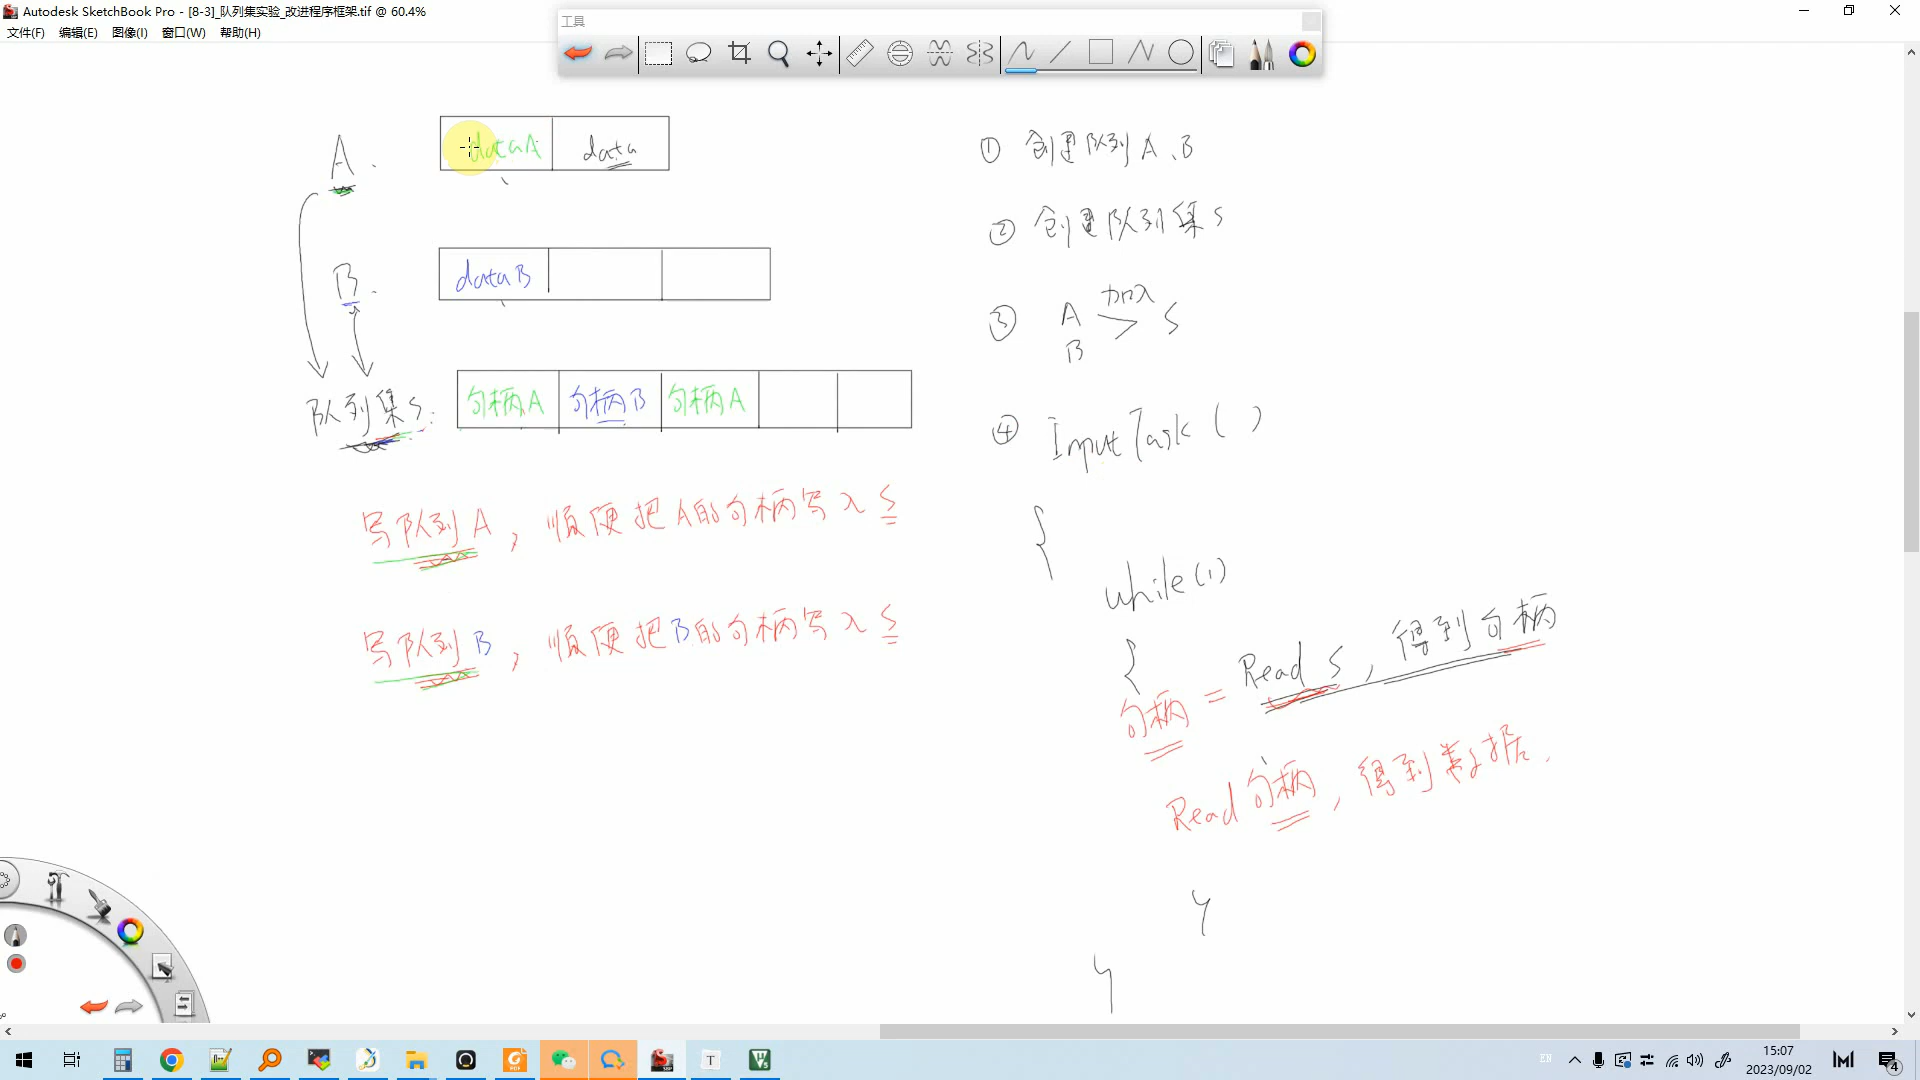 Autodesk SketchBook Pro - [8-3]_队列集实验_改进程序框架.tif @ 60.4%
文件(F) 编辑(E) 图像(I) 窗口(W) 帮助(H)
工具
A. dataA data
B. dataB
队列集S: 句柄A 句柄B 句柄A
写队列A，顺便把A的句柄写入S
写队列B，顺便把B的句柄写入S
① 创建队列A、B
② 创建队列集S
③ A B 加入 S
④ InputTask()
{
while(1)
{
句柄 = Read S，得到句柄
Read句柄，得到数据.
}
}
EN
15:07
2023/09/02
4